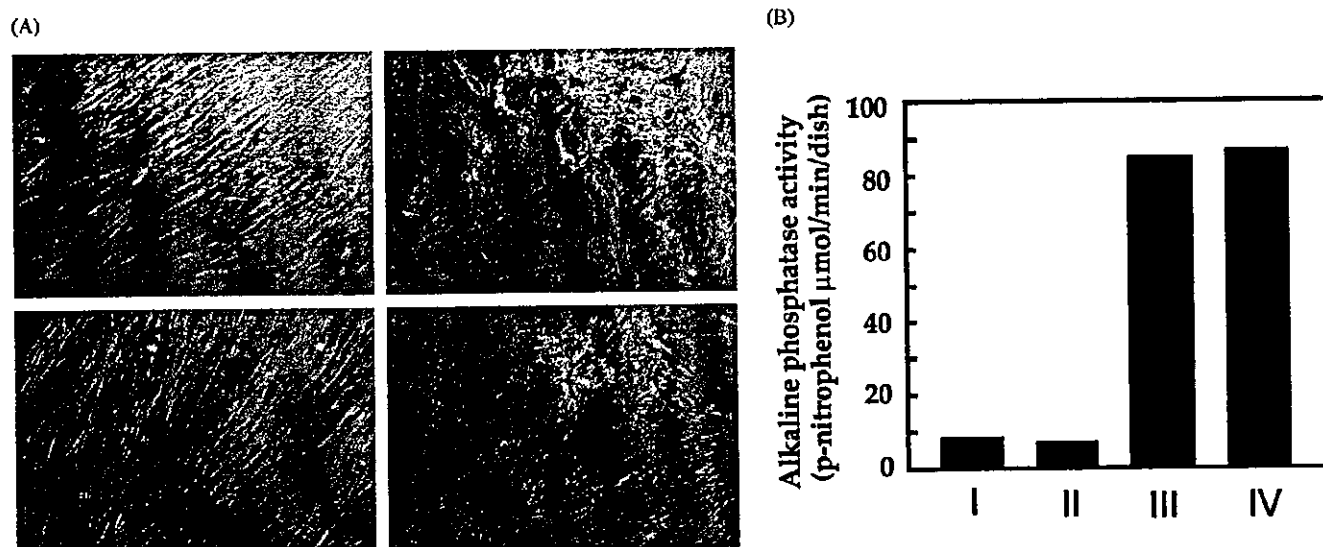 (A)
(B)
Alkaline phosphatase activity
(p-nitrophenol μmol/min/dish)
100
80
60
40
20
0
I II III IV